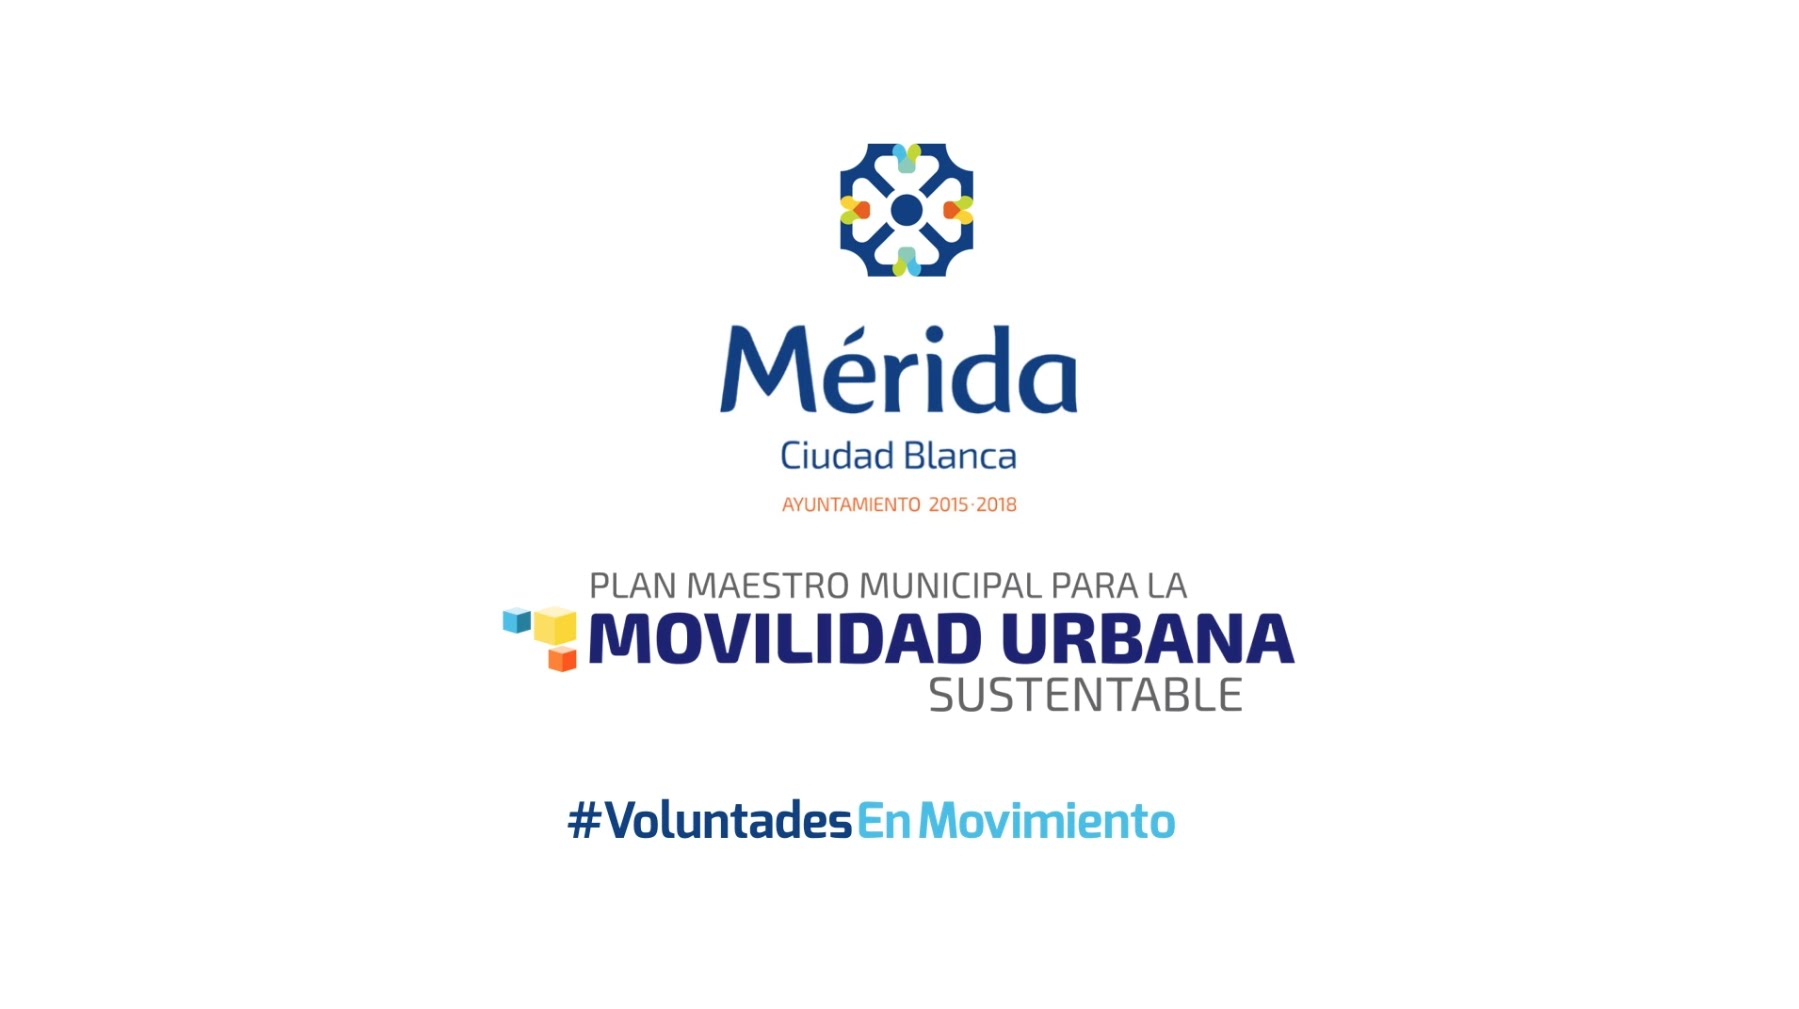 Mérida
Ciudad Blanca
AYUNTAMIENTO 2015·2018
PLAN MAESTRO MUNICIPAL PARA LA
MOVILIDAD URBANA
SUSTENTABLE
#VoluntadesEnMovimiento